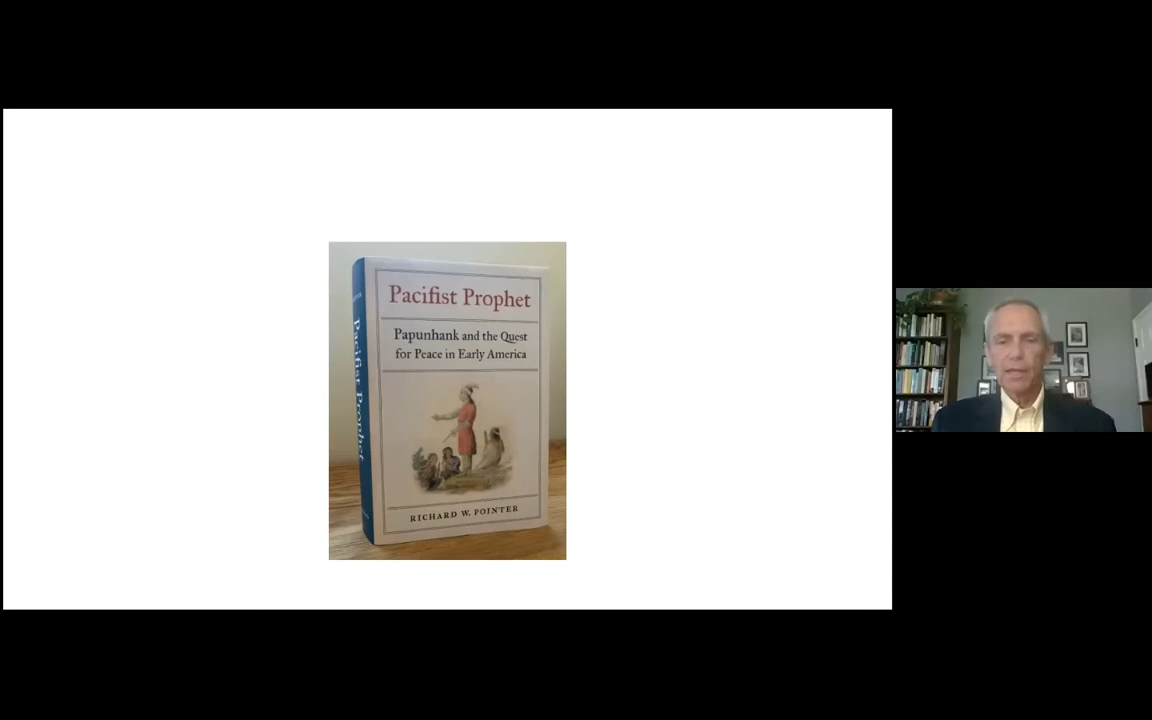 Pacifist Prophet
Papunhank and the Quest
for Peace in Early America
RICHARD W. POINTER
Pacifist Prophet